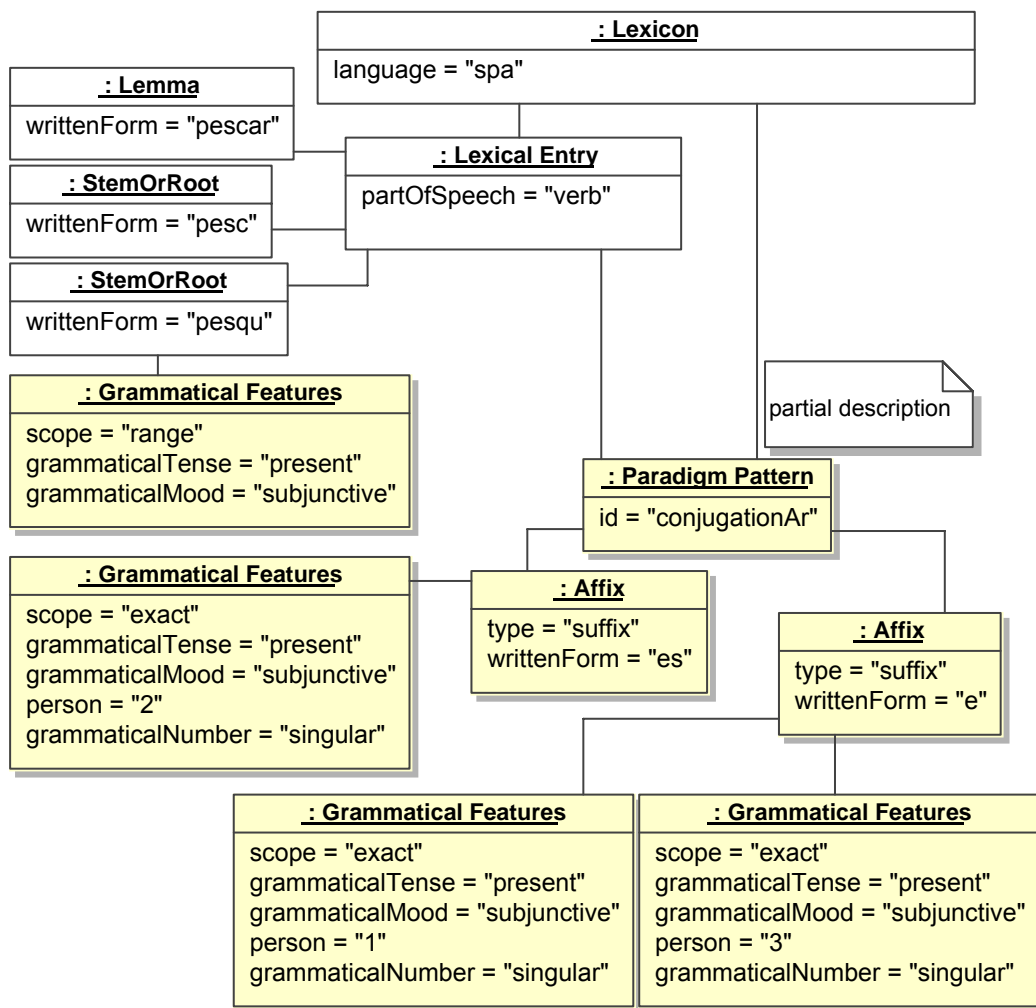 : Lexicon
language = "spa"
: Lemma
writtenForm = "pescar"
: Lexical Entry
partOfSpeech = "verb"
: StemOrRoot
writtenForm = "pesc"
: StemOrRoot
writtenForm = "pesqu"
: Grammatical Features
scope = "range"
grammaticalTense = "present"
grammaticalMood = "subjunctive"
partial description
: Paradigm Pattern
id = "conjugationAr"
: Grammatical Features
scope = "exact"
grammaticalTense = "present"
grammaticalMood = "subjunctive"
person = "2"
grammaticalNumber = "singular"
: Affix
type = "suffix"
writtenForm = "es"
: Affix
type = "suffix"
writtenForm = "e"
: Grammatical Features
scope = "exact"
grammaticalTense = "present"
grammaticalMood = "subjunctive"
person = "1"
grammaticalNumber = "singular"
: Grammatical Features
scope = "exact"
grammaticalTense = "present"
grammaticalMood = "subjunctive"
person = "3"
grammaticalNumber = "singular"